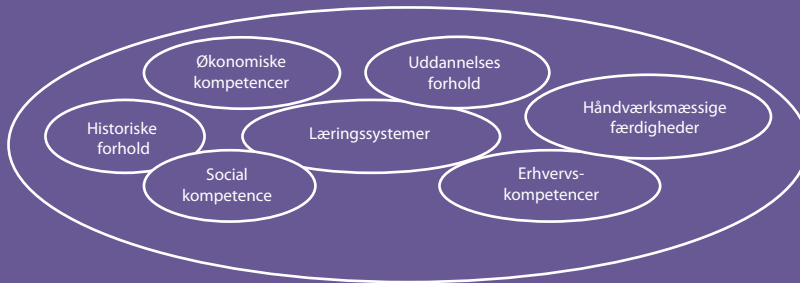 Økonomiske
kompetencer
Uddannelses
forhold
Håndværksmæssige
færdigheder
Historiske
forhold
Læringssystemer
Social
kompetence
Erhvervs-
kompetencer